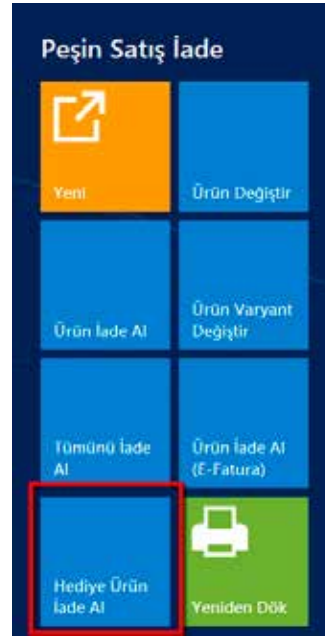 Peşin Satış İade
Yeni
Ürün Değiştir
Ürün İade Al
Ürün Varyant
Değiştir
Tümünü İade
Al
Ürün İade Al
(E-Fatura)
Hediye Ürün
İade Al
Yeniden Dök